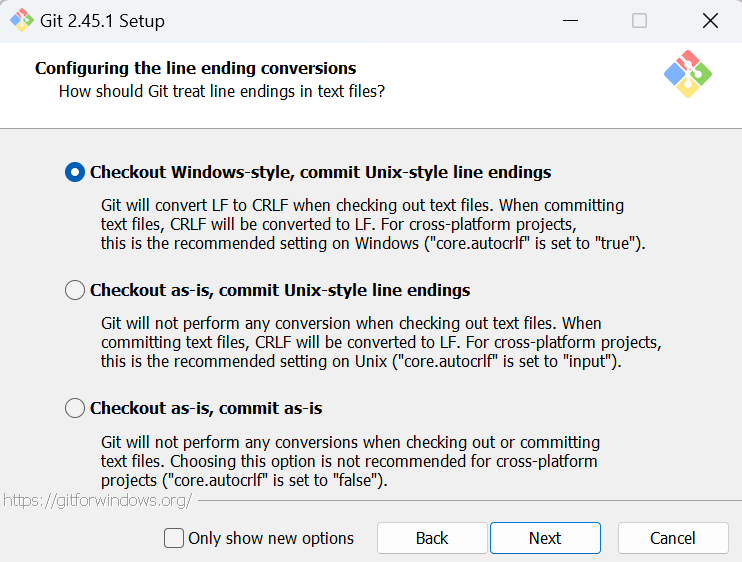 Git 2.45.1 Setup
Configuring the line ending conversions
How should Git treat line endings in text files?
Checkout Windows-style, commit Unix-style line endings
Git will convert LF to CRLF when checking out text files. When committing
text files, CRLF will be converted to LF. For cross-platform projects,
this is the recommended setting on Windows ("core.autocrlf" is set to "true").
Checkout as-is, commit Unix-style line endings
Git will not perform any conversion when checking out text files. When
committing text files, CRLF will be converted to LF. For cross-platform projects,
this is the recommended setting on Unix ("core.autocrlf" is set to "input").
Checkout as-is, commit as-is
Git will not perform any conversions when checking out or committing
text files. Choosing this option is not recommended for cross-platform
projects ("core.autocrlf" is set to "false").
https://gitforwindows.org/
Only show new options
Back
Next
Cancel